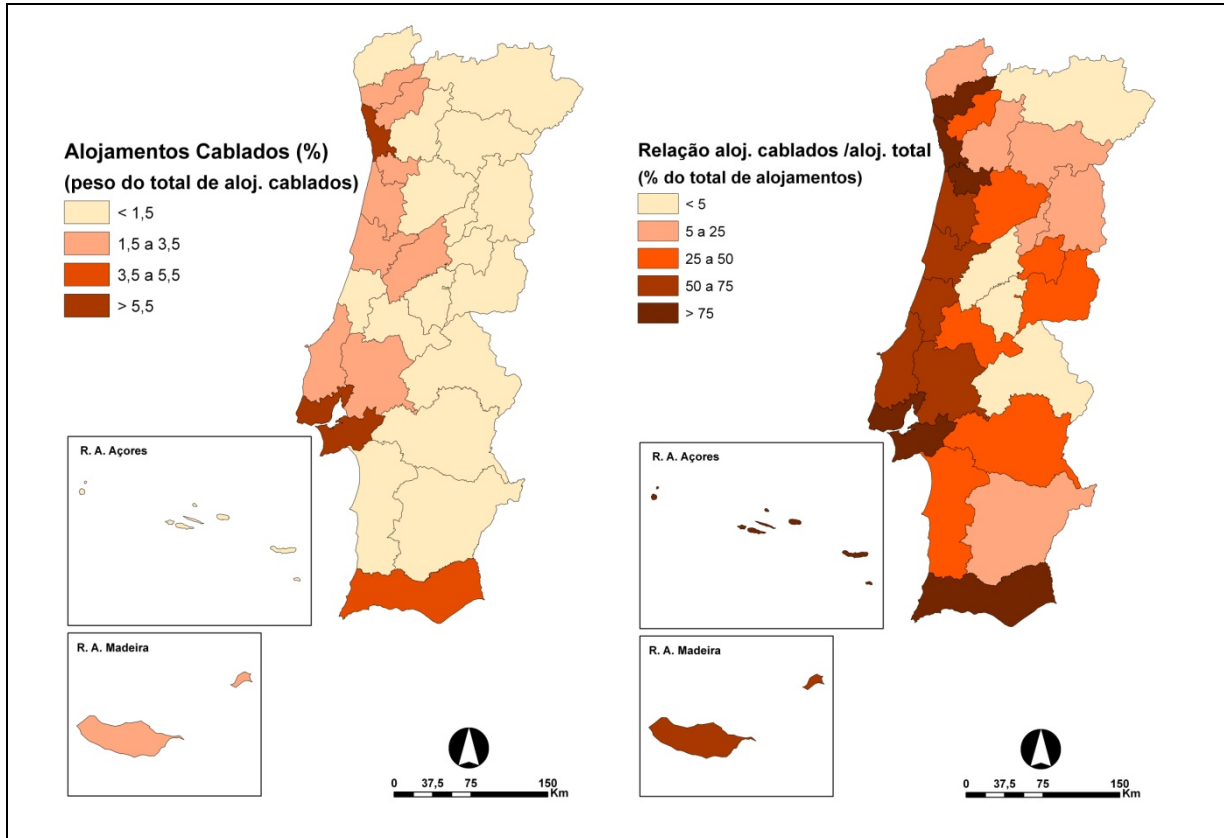 Alojamentos Cablados (%)
(peso do total de aloj. cablados)
< 1,5
1,5 a 3,5
3,5 a 5,5
> 5,5
R. A. Açores
R. A. Madeira
0 37,5 75 150
Km
Relação aloj. cablados /aloj. total
(% do total de alojamentos)
< 5
5 a 25
25 a 50
50 a 75
> 75
R. A. Açores
R. A. Madeira
0 37,5 75 150
Km